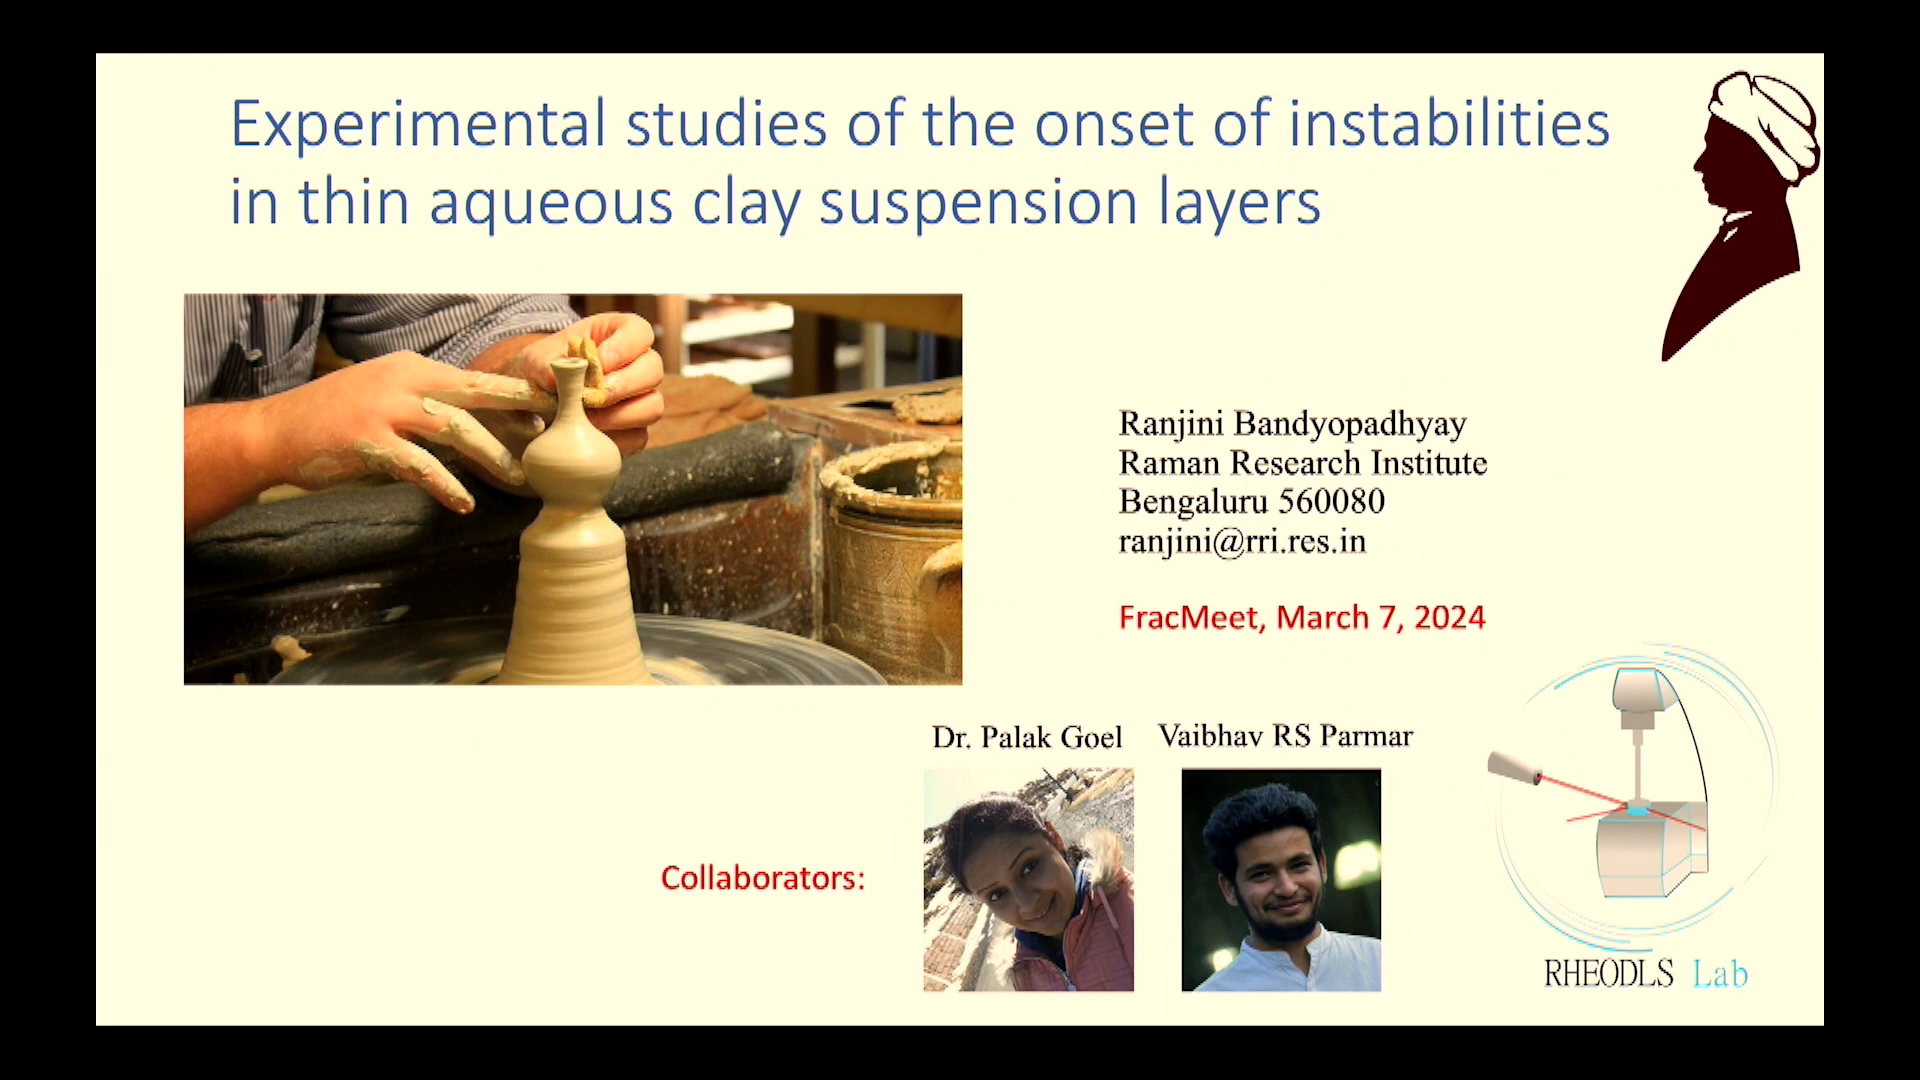 Experimental studies of the onset of instabilities
in thin aqueous clay suspension layers
Ranjini Bandyopadhyay
Raman Research Institute
Bengaluru 560080
ranjini@rri.res.in
FracMeet, March 7, 2024
Dr. Palak Goel
Vaibhav RS Parmar
Collaborators:
RHEODLS Lab